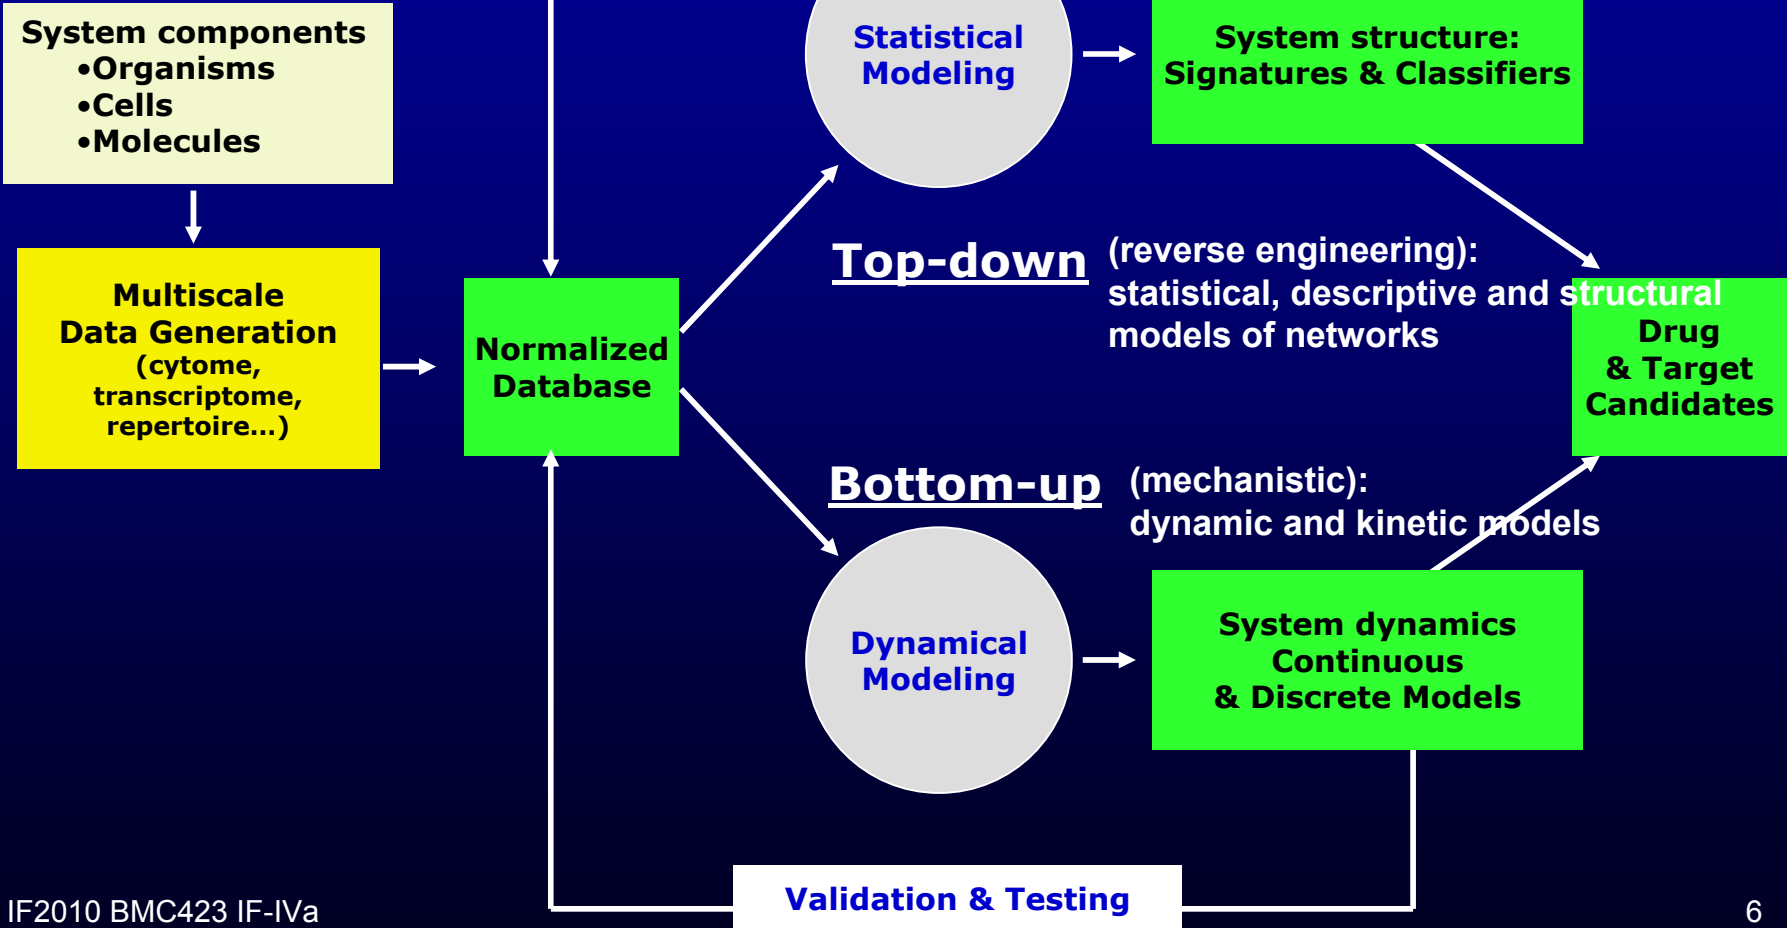 System components
•Organisms
•Cells
•Molecules
Multiscale
Data Generation
(cytome,
transcriptome,
repertoire...)
Normalized
Database
Statistical
Modeling
System structure:
Signatures & Classifiers
Top-down
(reverse engineering):
statistical, descriptive and structural
models of networks
Drug
& Target
Candidates
Bottom-up
(mechanistic):
dynamic and kinetic models
Dynamical
Modeling
System dynamics
Continuous
& Discrete Models
Validation & Testing
IF2010 BMC423 IF-IVa
6